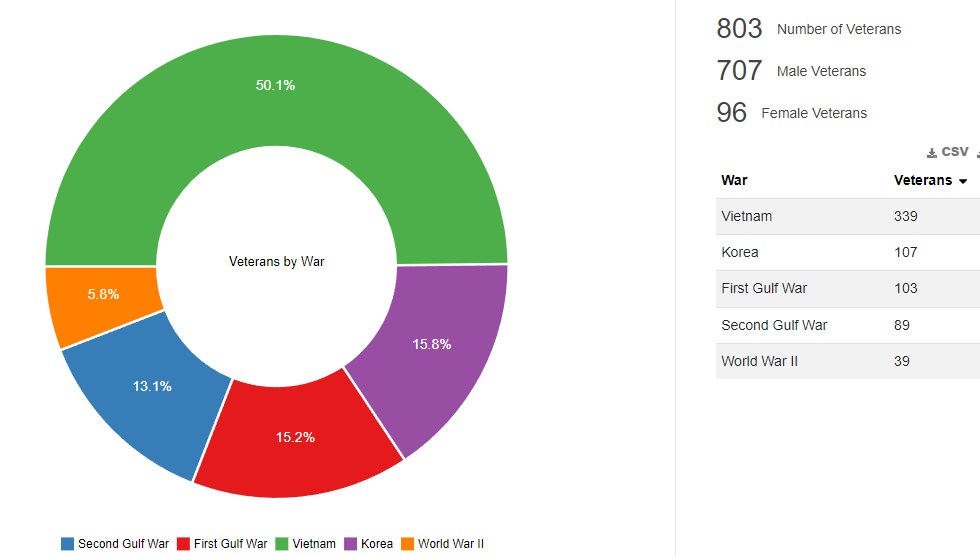 50.1%
Veterans by War
5.8%
15.8%
13.1%
15.2%
Second Gulf War First Gulf War Vietnam Korea World War II
803 Number of Veterans
707 Male Veterans
96 Female Veterans
CSV
War Veterans
Vietnam 339
Korea 107
First Gulf War 103
Second Gulf War 89
World War II 39